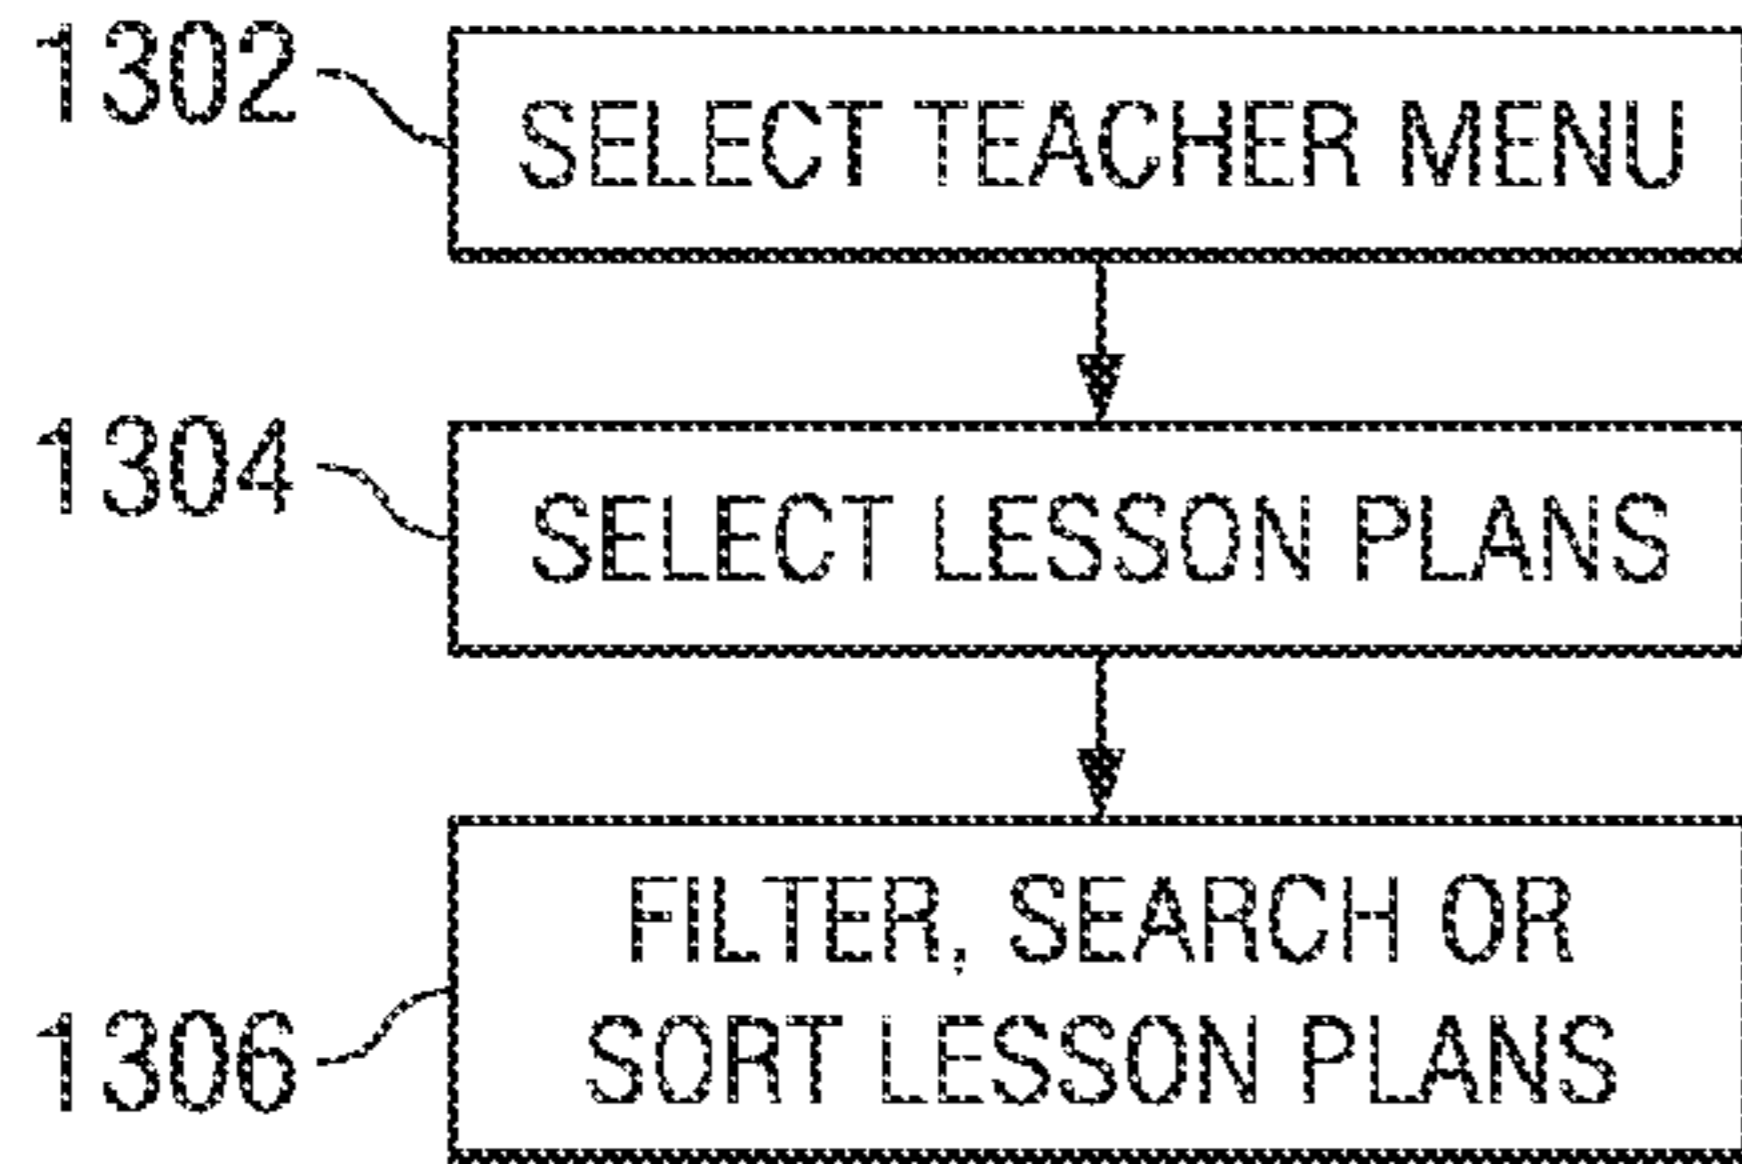 1302
SELECT TEACHER MENU
1304
SELECT LESSON PLANS
FILTER, SEARCH OR
SORT LESSON PLANS
1306